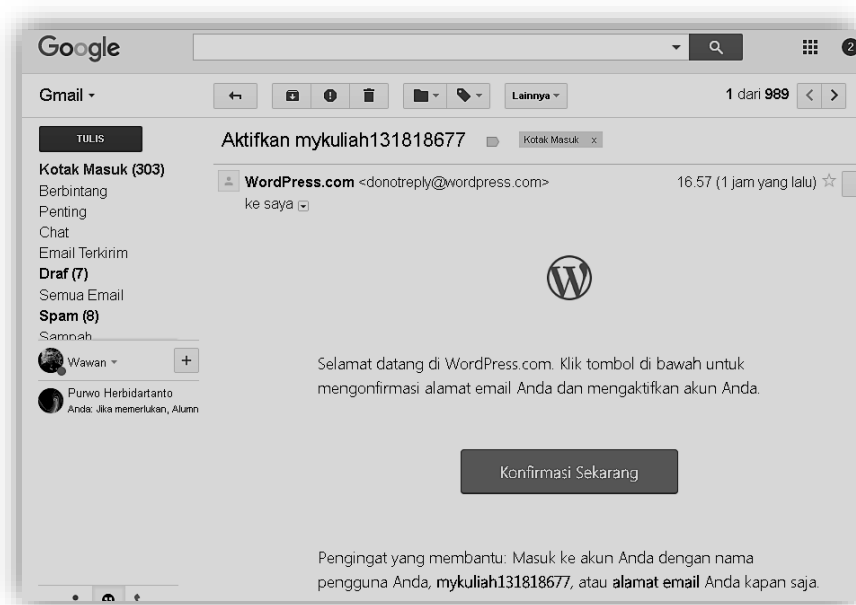 Google
2
Gmail
Lainnya
1 dari 989
TULIS
Aktifkan mykuliah131818677
Kotak Masuk x
Kotak Masuk (303)
Berbintang
Penting
Chat
Email Terkirim
Draf (7)
Semua Email
Spam (8)
Sampah
WordPress.com <donotreply@wordpress.com>
16.57 (1 jam yang lalu)
ke saya
W
Wawan
+
Purwo Herbidartanto
Anda: Jika memerlukan, Alumn
Selamat datang di WordPress.com. Klik tombol di bawah untuk
mengonfirmasi alamat email Anda dan mengaktifkan akun Anda.
Konfirmasi Sekarang
Pengingat yang membantu: Masuk ke akun Anda dengan nama
pengguna Anda, mykuliah131818677, atau alamat email Anda kapan saja.